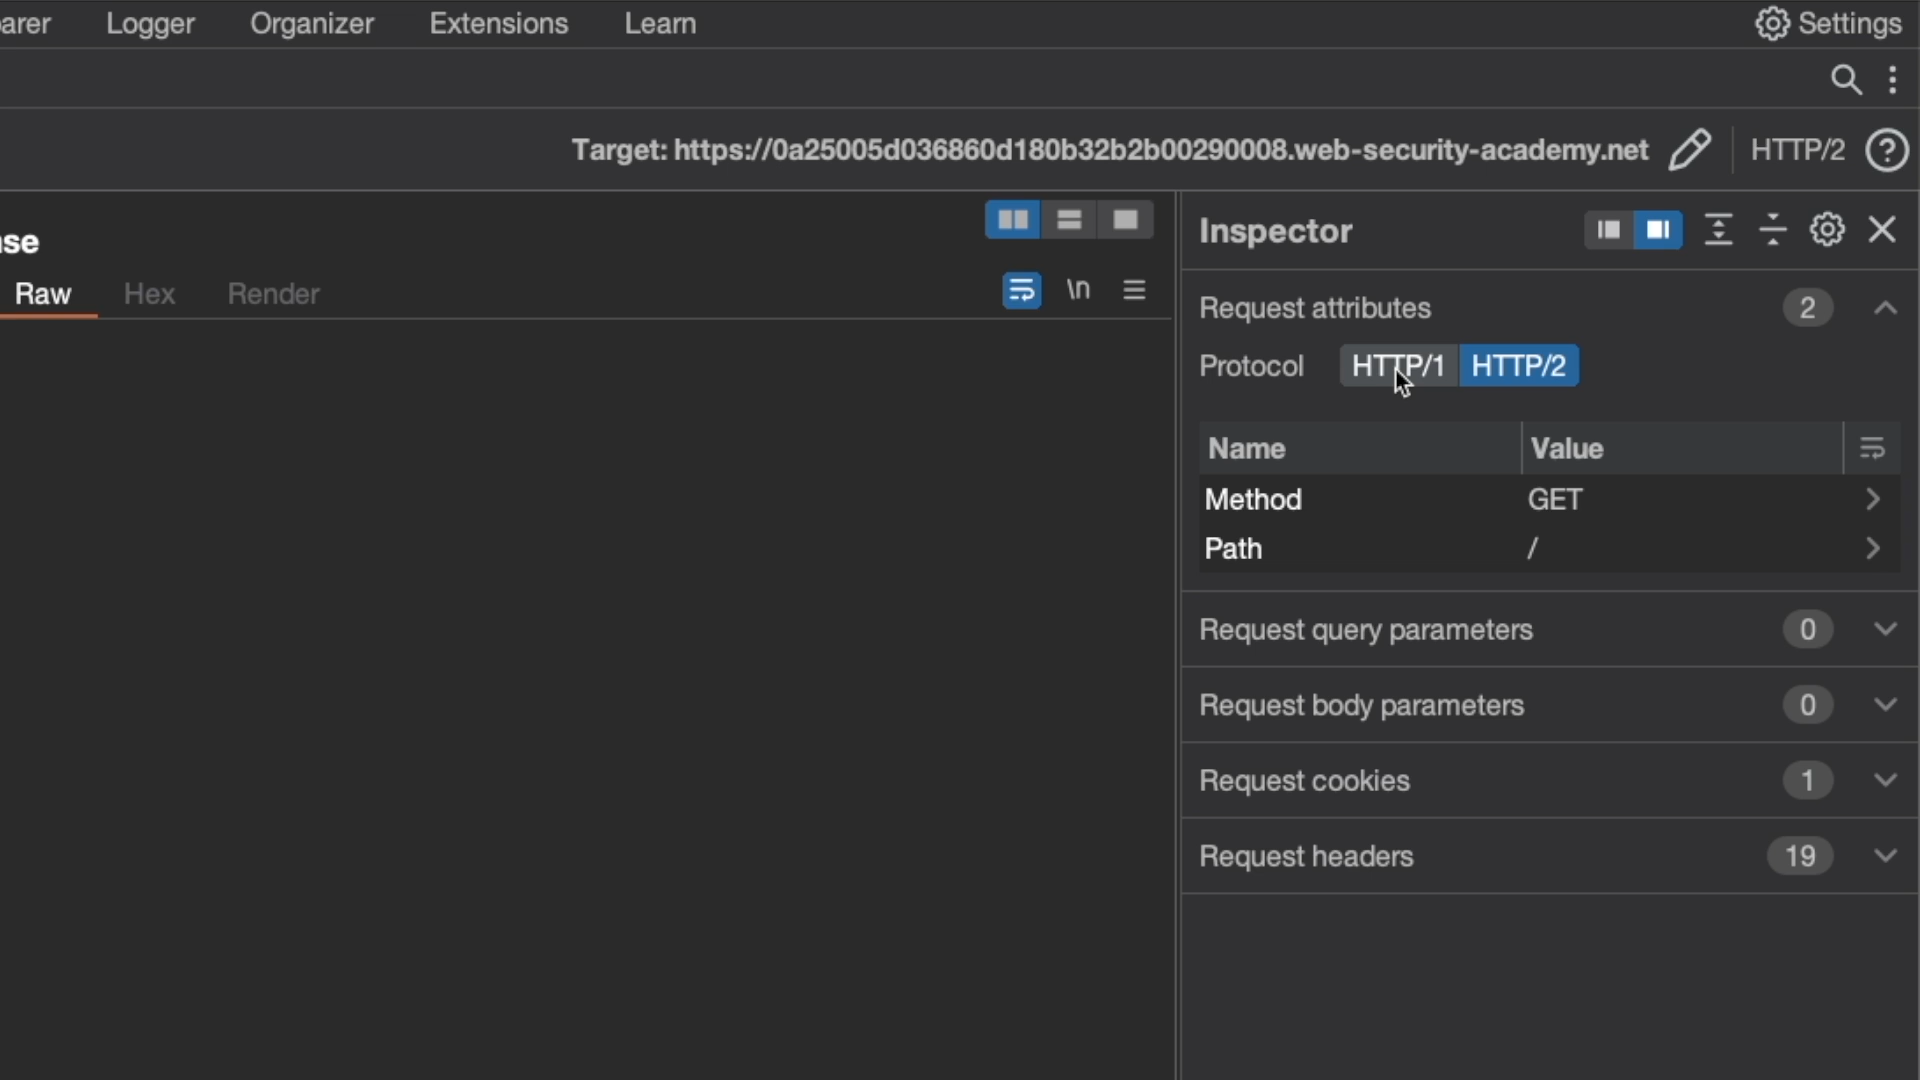 arer Logger Organizer Extensions Learn Settings
Target: https://0a25005d036860d180b32b2b00290008.web-security-academy.net HTTP/2
nse
Raw Hex Render \n
Inspector
Request attributes 2
Protocol HTTP/1 HTTP/2
Name Value
Method GET
Path /
Request query parameters 0
Request body parameters 0
Request cookies 1
Request headers 19